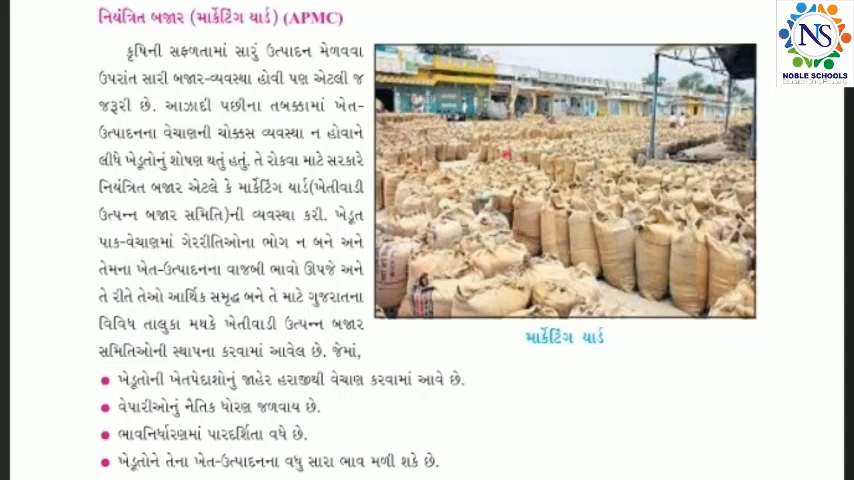 નિયંત્રિત બજાર (માર્કેટિંગ યાર્ડ) (APMC)
કૃષિની સફળતામાં સારું ઉત્પાદન મેળવવા
ઉપરાંત સારી બજાર-વ્યવસ્થા હોવી પણ એટલી જ
જરૂરી છે. આઝાદી પછીના તબક્કામાં ખેત-
ઉત્પાદનના વેચાણની ચોક્કસ વ્યવસ્થા ન હોવાને
લીધે ખેડૂતોનું શોષણ થતું હતું. તે રોકવા માટે સરકારે
નિયંત્રિત બજાર એટલે કે માર્કેટિંગ યાર્ડ(ખેતીવાડી
ઉત્પન્ન બજાર સમિતિ)ની વ્યવસ્થા કરી. ખેડૂત
પાક-વેચાણમાં ગેરરીતિઓના ભોગ ન બને અને
તેમના ખેત-ઉત્પાદનના વાજબી ભાવો ઊપજે અને
તે રીતે તેઓ આર્થિક સમૃદ્ધ બને તે માટે ગુજરાતના
વિવિધ તાલુકા મથકે ખેતીવાડી ઉત્પન્ન બજાર
સમિતિઓની સ્થાપના કરવામાં આવેલ છે. જેમાં,
માર્કેટિંગ યાર્ડ
● ખેડૂતોની ખેતપેદાશોનું જાહેર હરાજીથી વેચાણ કરવામાં આવે છે.
● વેપારીઓનું નૈતિક ધોરણ જળવાય છે.
● ભાવનિર્ધારણમાં પારદર્શિતા વધે છે.
● ખેડૂતોને તેના ખેત-ઉત્પાદનના વધુ સારા ભાવ મળી શકે છે.
NS
NOBLE SCHOOLS